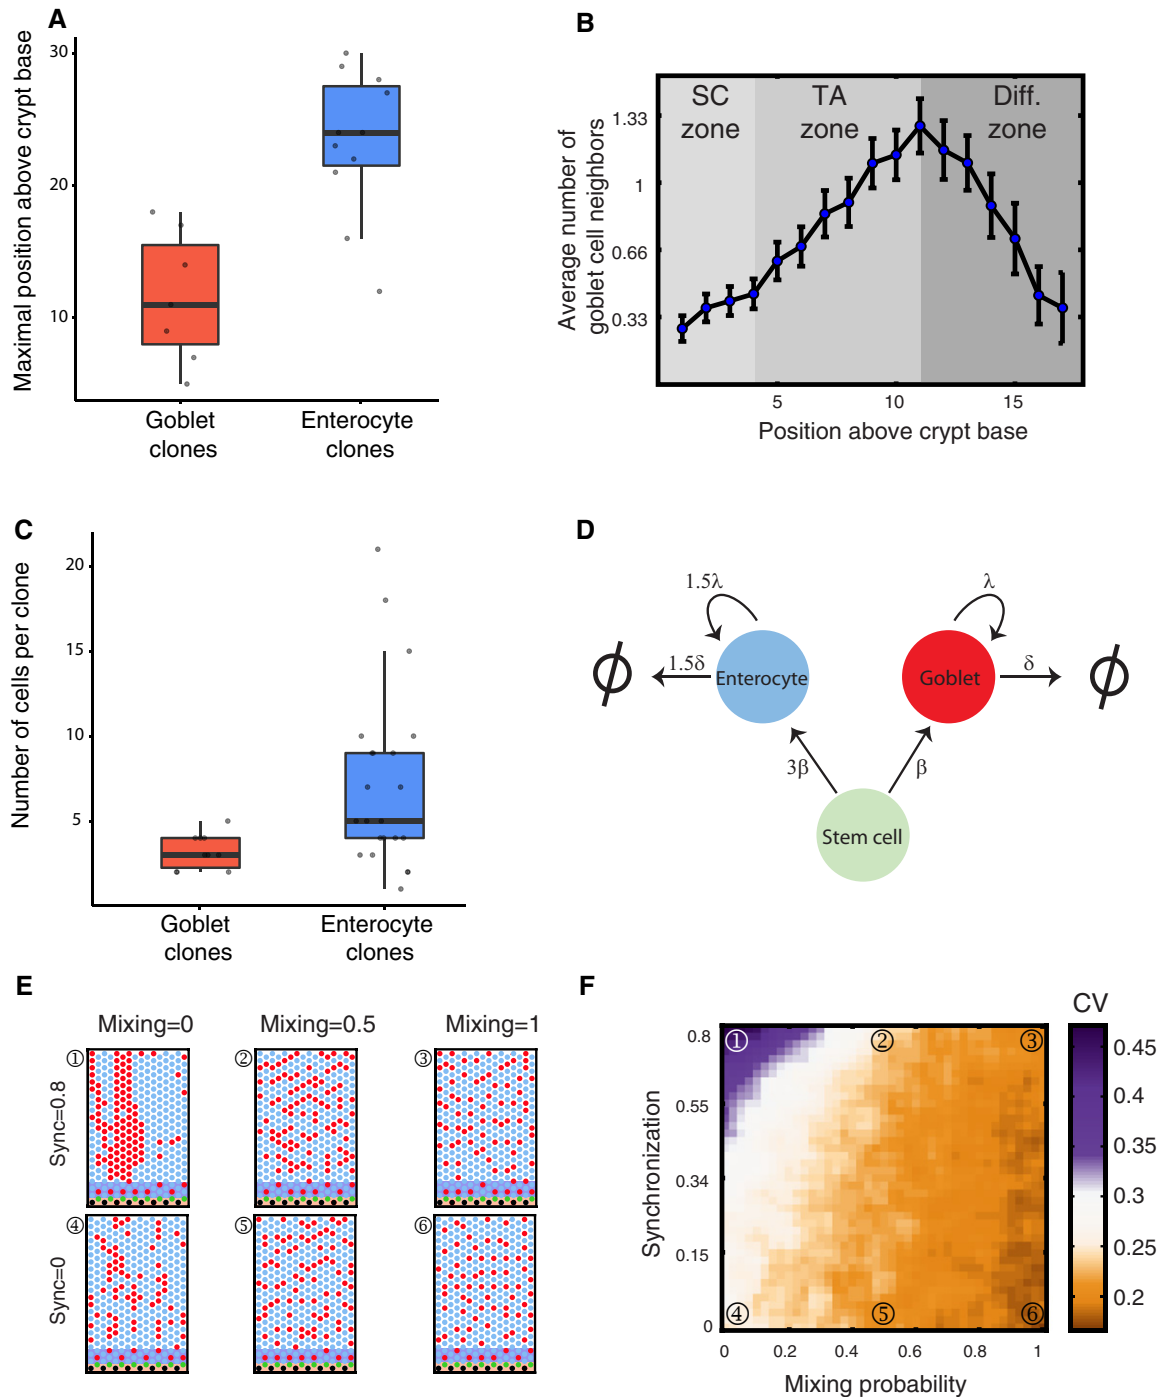 A
Maximal position above crypt base
30
20
10
Goblet
clones
Enterocyte
clones
B
Average number of
goblet cell neighbors
SC
zone
TA
zone
Diff.
zone
1.33
1
0.66
0.33
5
10
15
Position above crypt base
C
Number of cells per clone
20
15
10
5
Goblet
clones
Enterocyte
clones
D
1.5λ
λ
1.5δ
δ
Enterocyte
Goblet
3β
β
Stem cell
E
Mixing=0
Mixing=0.5
Mixing=1
Sync=0.8
① ② ③
Sync=0
④ ⑤ ⑥
F
CV
Synchronization
0.8
0.55
0.34
0.15
0
① ② ③
④ ⑤ ⑥
0 0.2 0.4 0.6 0.8 1
Mixing probability
0.45
0.4
0.35
0.3
0.25
0.2